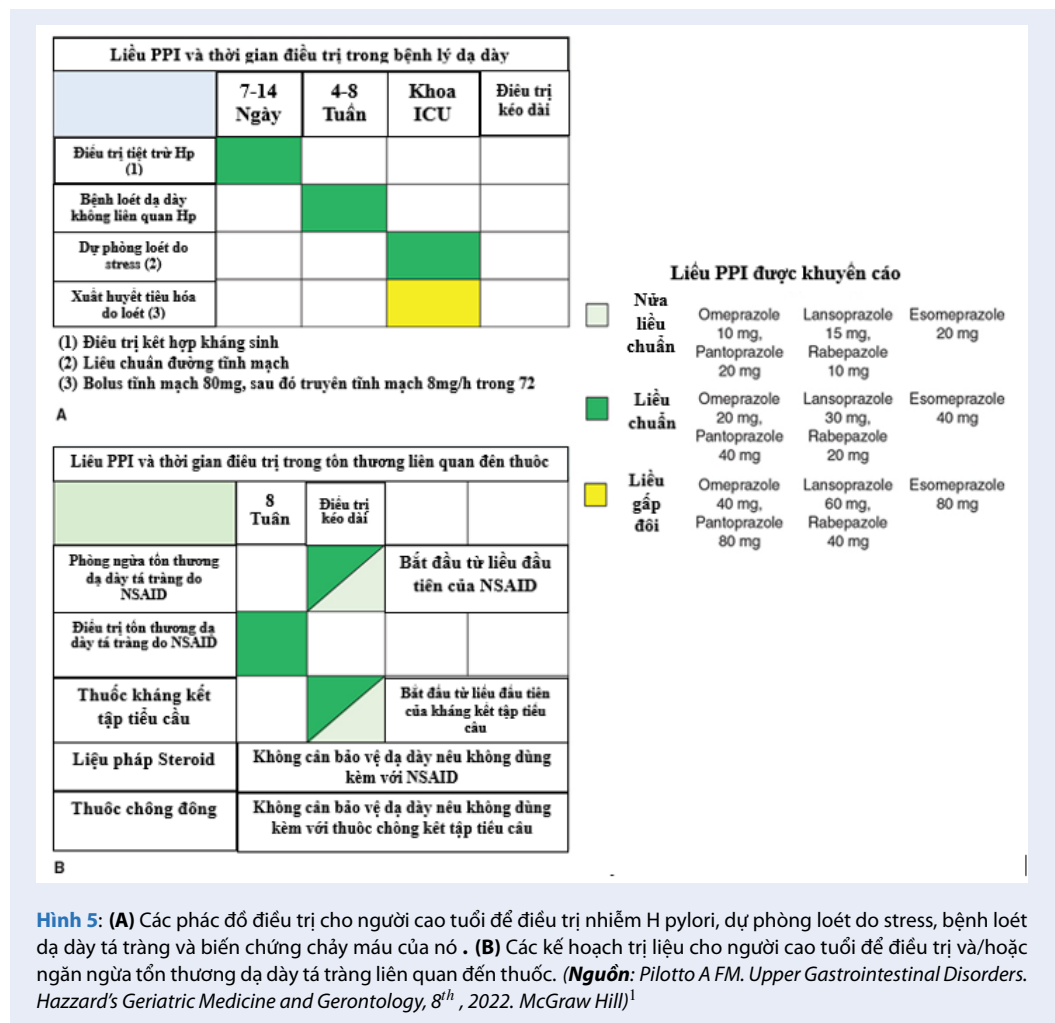 Liều PPI và thời gian điều trị trong bệnh lý dạ dày
7-14
Ngày
4-8
Tuần
Khoa
ICU
Điều trị
kéo dài
Điều trị tiệt trừ Hp
(1)
Bệnh loét dạ dày
không liên quan Hp
Dự phòng loét do
stress (2)
Xuất huyết tiêu hóa
do loét (3)
(1) Điều trị kết hợp kháng sinh
(2) Liều chuẩn đường tĩnh mạch
(3) Bolus tĩnh mạch 80mg, sau đó truyền tĩnh mạch 8mg/h trong 72
A
Liều PPI và thời gian điều trị trong tổn thương liên quan đến thuốc
8
Tuần
Điều trị
kéo dài
Phòng ngừa tổn thương
dạ dày tá tràng do
NSAID
Bắt đầu từ liều đầu
tiên của NSAID
Điều trị tổn thương dạ
dày tá tràng do NSAID
Thuốc kháng kết
tập tiểu cầu
Bắt đầu từ liều đầu tiên
của kháng kết tập tiểu
cầu
Liệu pháp Steroid
Không cần bảo vệ dạ dày nếu không dùng
kèm với NSAID
Thuốc chống đông
Không cần bảo vệ dạ dày nếu không dùng
kèm với thuốc chống kết tập tiểu cầu
B
Liều PPI được khuyến cáo
Nửa
liều
chuẩn
Omeprazole
10 mg,
Pantoprazole
20 mg
Lansoprazole
15 mg,
Rabepazole
10 mg
Esomeprazole
20 mg
Liều
chuẩn
Omeprazole
20 mg,
Pantoprazole
40 mg
Lansoprazole
30 mg,
Rabepazole
20 mg
Esomeprazole
40 mg
Liều
gấp
đôi
Omeprazole
40 mg,
Pantoprazole
80 mg
Lansoprazole
60 mg,
Rabepazole
40 mg
Esomeprazole
80 mg
Hình 5: (A) Các phác đồ điều trị cho người cao tuổi để điều trị nhiễm H pylori, dự phòng loét do stress, bệnh loét
dạ dày tá tràng và biến chứng chảy máu của nó . (B) Các kế hoạch trị liệu cho người cao tuổi để điều trị và/hoặc
ngăn ngừa tổn thương dạ dày tá tràng liên quan đến thuốc. (Nguồn: Pilotto A FM. Upper Gastrointestinal Disorders.
Hazzard's Geriatric Medicine and Gerontology, 8th , 2022. McGraw Hill)1